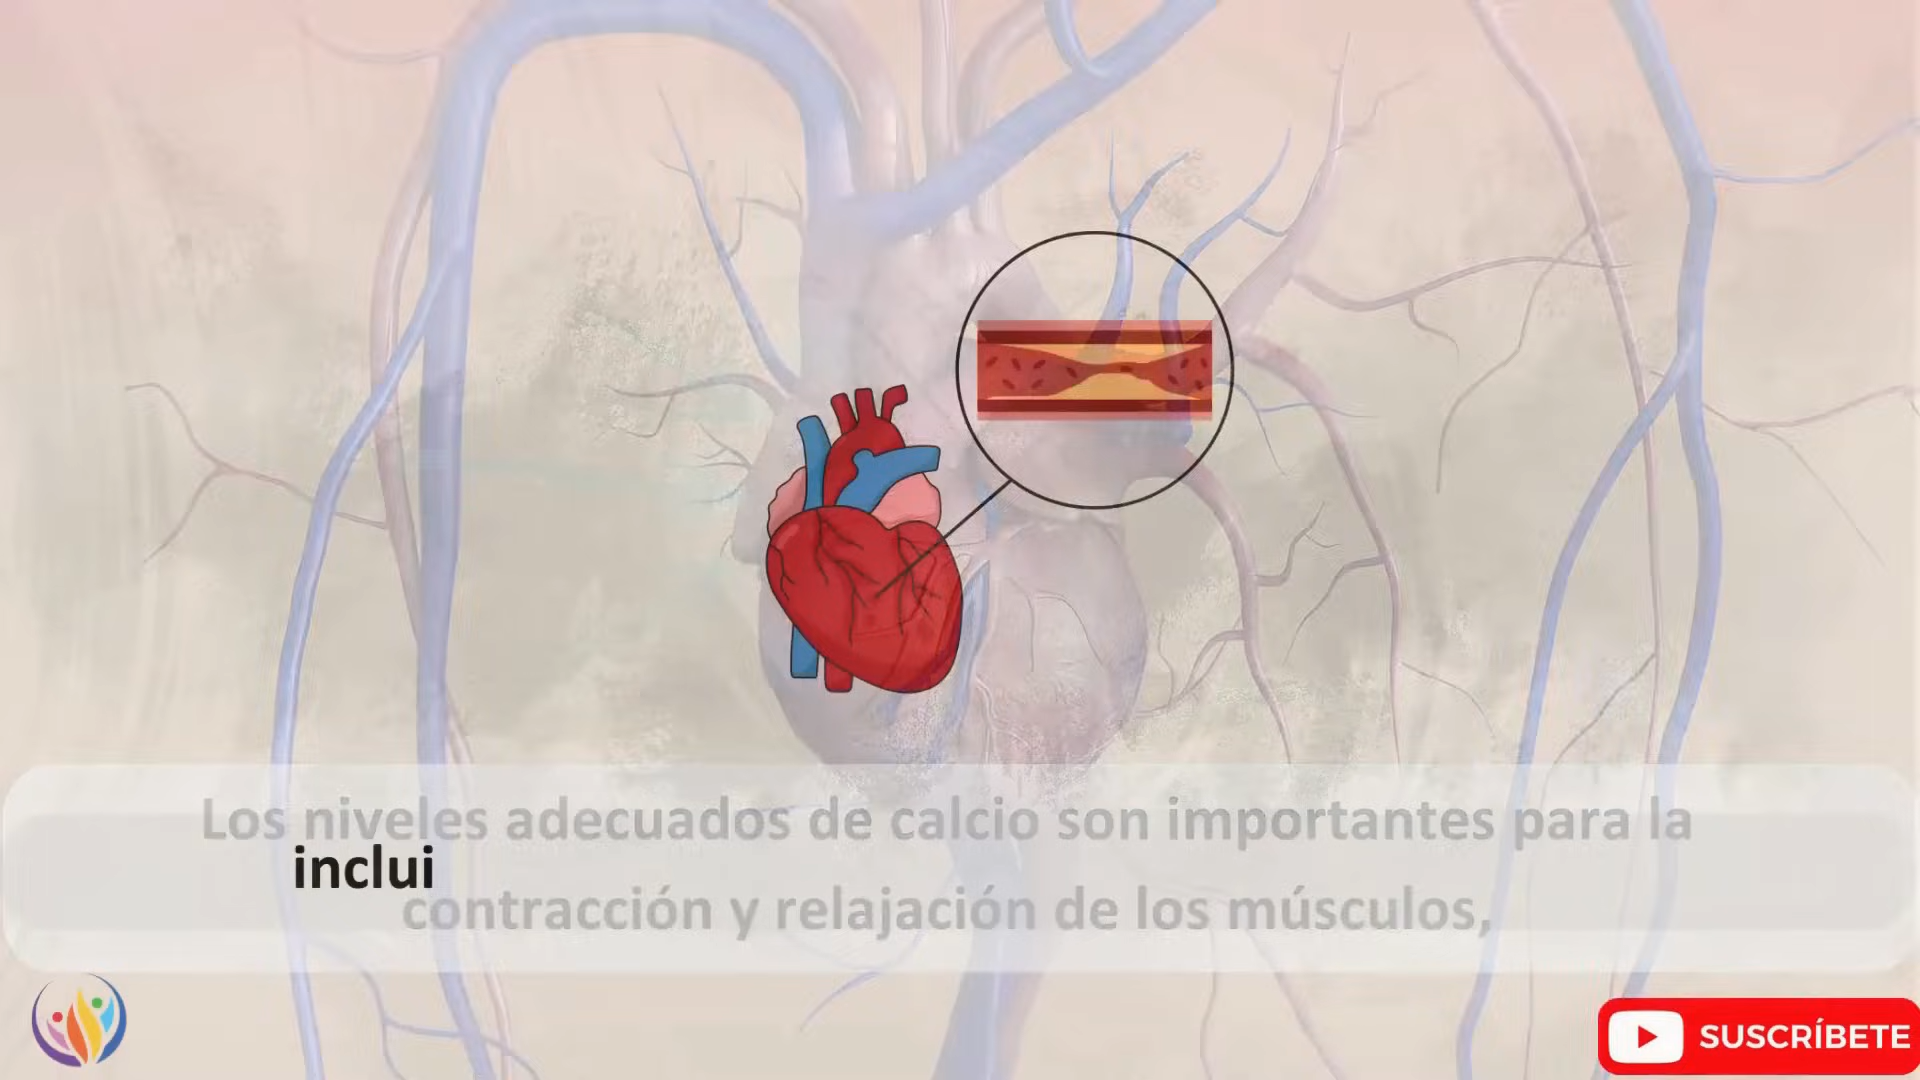 Los niveles adecuados de calcio son importantes para la
inclui
contracción y relajación de los músculos,
SUSCRÍBETE